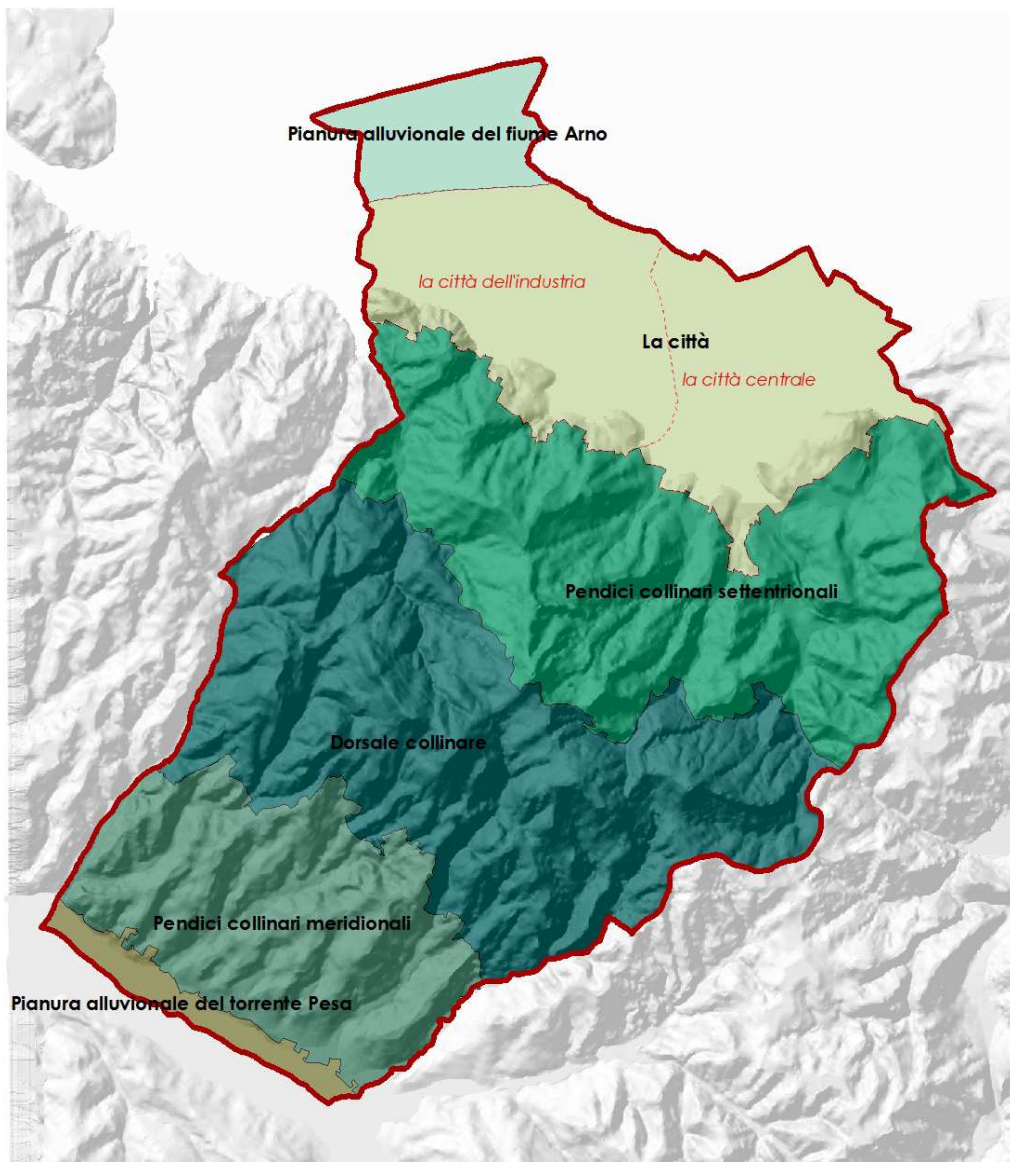 Pianura alluvionale del fiume Arno
la città dell'industria
La città
la città centrale
Pendici collinari settentrionali
Dorsale collinare
Pendici collinari meridionali
Pianura alluvionale del torrente Pesa